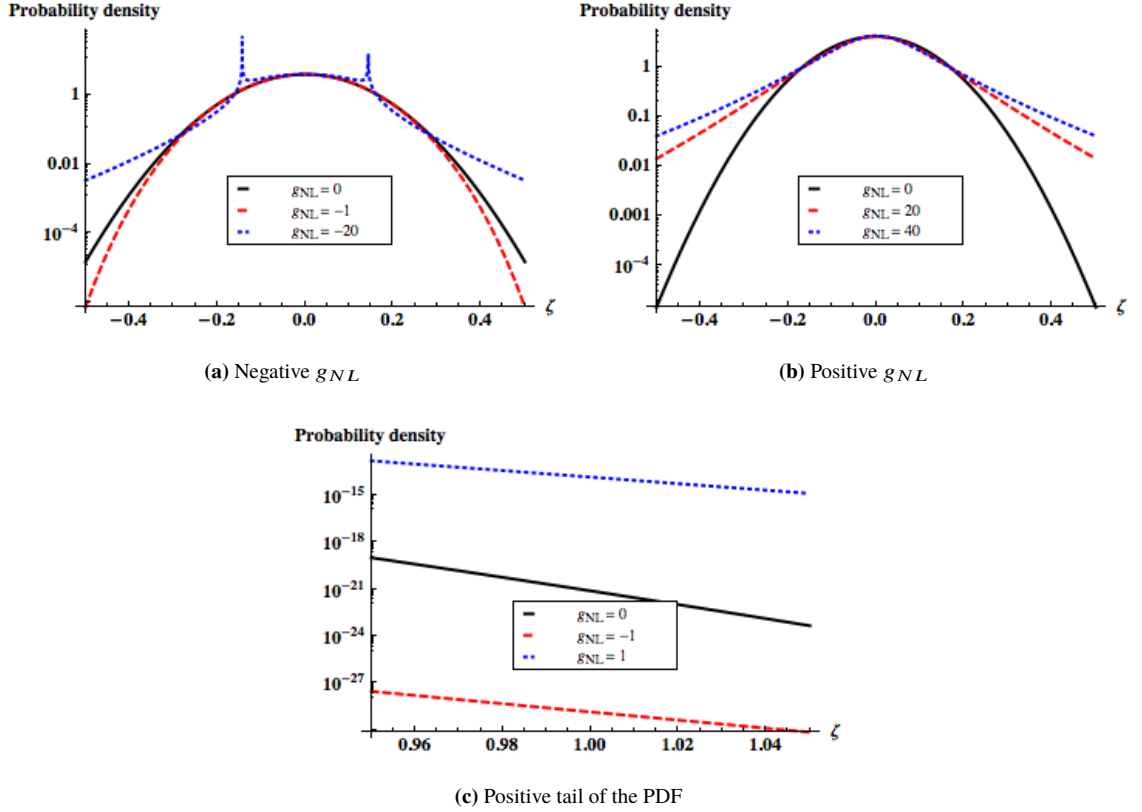 Probability density
1
0.01
10⁻⁴
g_NL = 0
g_NL = −1
g_NL = −20
−0.4 −0.2 0.0 0.2 0.4 ζ
(a) Negative g_NL
Probability density
1
0.1
0.01
0.001
10⁻⁴
g_NL = 0
g_NL = 20
g_NL = 40
−0.4 −0.2 0.0 0.2 0.4 ζ
(b) Positive g_NL
Probability density
10⁻¹⁵
10⁻¹⁸
10⁻²¹
10⁻²⁴
10⁻²⁷
g_NL = 0
g_NL = −1
g_NL = 1
0.96 0.98 1.00 1.02 1.04 ζ
(c) Positive tail of the PDF